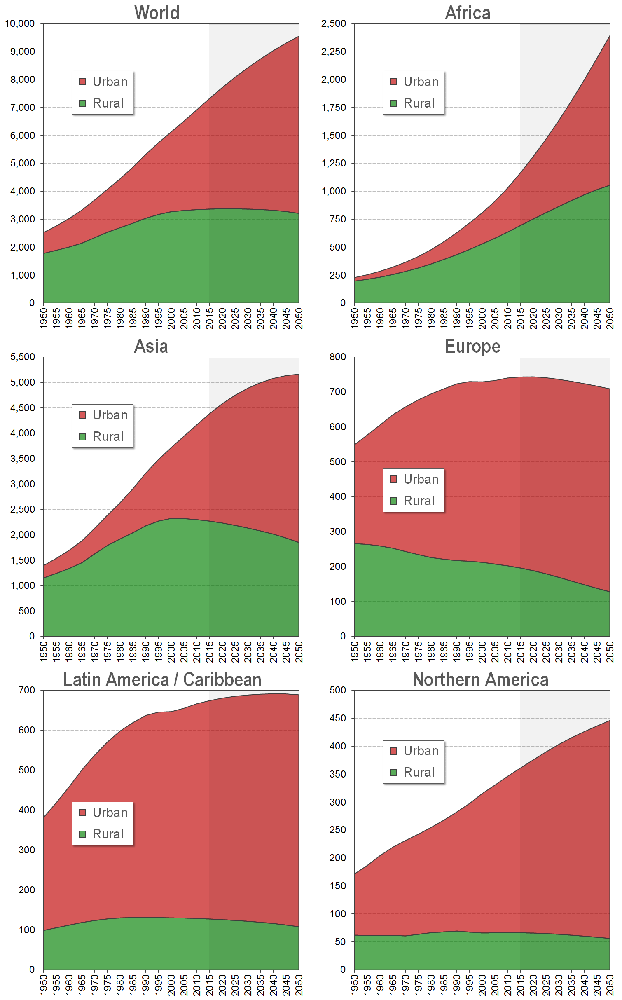 World
10,000
9,000
8,000
7,000
6,000
5,000
4,000
3,000
2,000
1,000
0
Urban
Rural
1950 1955 1960 1965 1970 1975 1980 1985 1990 1995 2000 2005 2010 2015 2020 2025 2030 2035 2040 2045 2050
Africa
2,500
2,250
2,000
1,750
1,500
1,250
1,000
750
500
250
0
Urban
Rural
1950 1955 1960 1965 1970 1975 1980 1985 1990 1995 2000 2005 2010 2015 2020 2025 2030 2035 2040 2045 2050
Asia
5,500
5,000
4,500
4,000
3,500
3,000
2,500
2,000
1,500
1,000
500
0
Urban
Rural
1950 1955 1960 1965 1970 1975 1980 1985 1990 1995 2000 2005 2010 2015 2020 2025 2030 2035 2040 2045 2050
Europe
800
700
600
500
400
300
200
100
0
Urban
Rural
1950 1955 1960 1965 1970 1975 1980 1985 1990 1995 2000 2005 2010 2015 2020 2025 2030 2035 2040 2045 2050
Latin America / Caribbean
700
600
500
400
300
200
100
0
Urban
Rural
1950 1955 1960 1965 1970 1975 1980 1985 1990 1995 2000 2005 2010 2015 2020 2025 2030 2035 2040 2045 2050
Northern America
500
450
400
350
300
250
200
150
100
50
0
Urban
Rural
1950 1955 1960 1965 1970 1975 1980 1985 1990 1995 2000 2005 2010 2015 2020 2025 2030 2035 2040 2045 2050